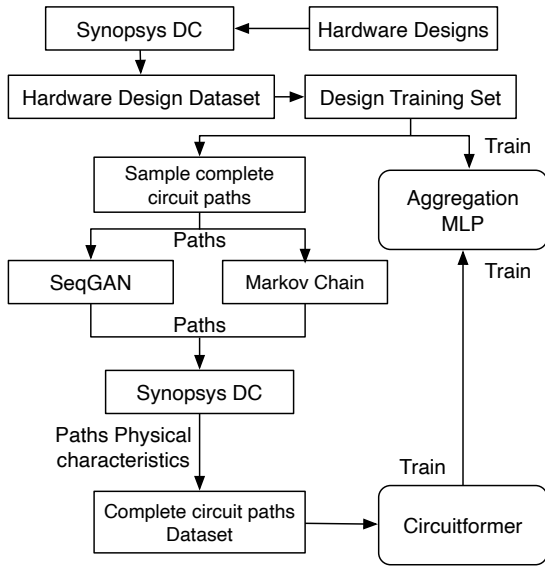 Synopsys DC
Hardware Designs
Hardware Design Dataset
Design Training Set
Train
Sample complete
circuit paths
Aggregation
MLP
Paths
Train
SeqGAN
Markov Chain
Paths
Synopsys DC
Paths Physical
characteristics
Train
Complete circuit paths
Dataset
Circuitformer